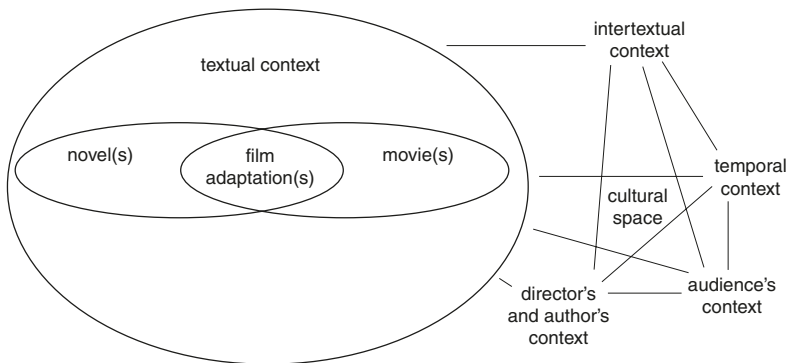 intertextual
context
textual context
novel(s)
film
adaptation(s)
movie(s)
temporal
context
cultural
space
director’s
and author’s
context
audience’s
context